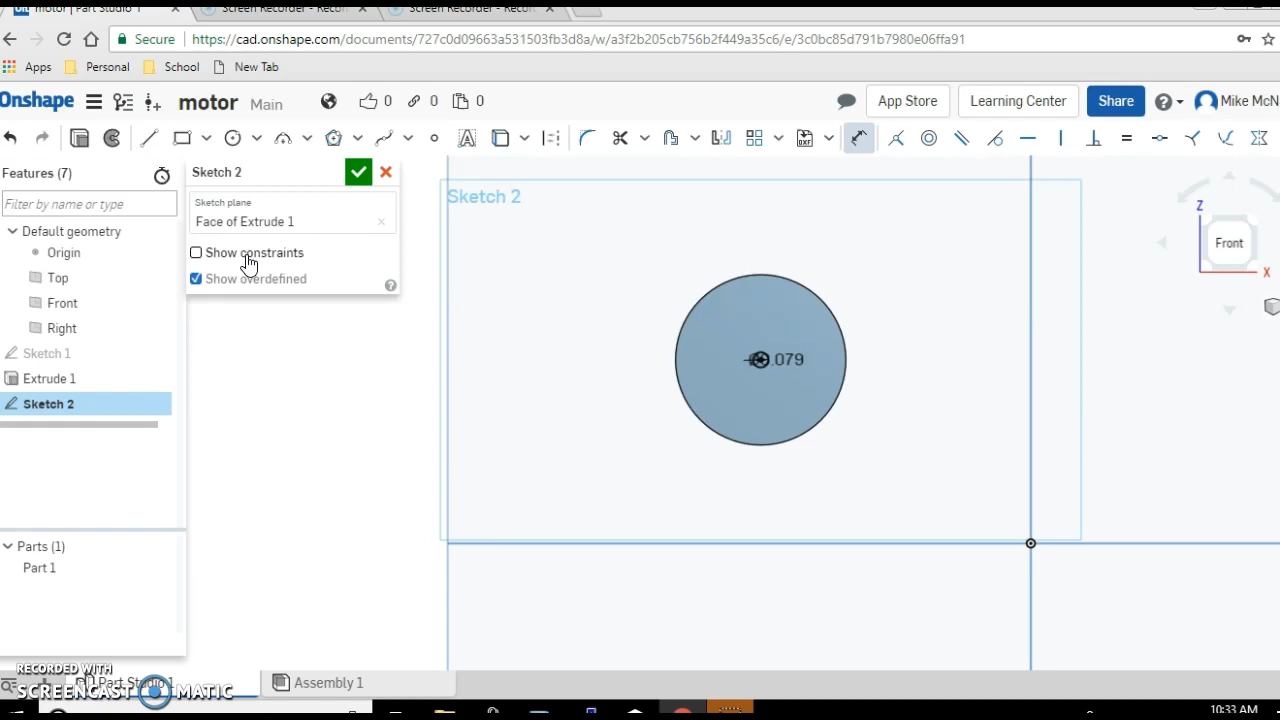 motor | Part Studio 1
Screen Recorder - Recor
Screen Recorder - Recor
Secure
https://cad.onshape.com/documents/727c0d09663a531503fb3d8a/w/a3f2b205cb756b2f449a35c6/e/3c0bc85d791b7980e06ffa91
Apps Personal School New Tab
Onshape motor Main 0 0 0 App Store Learning Center Share Mike McN
Features (7)
Filter by name or type
Default geometry
Origin
Top
Front
Right
Sketch 1
Extrude 1
Sketch 2
Parts (1)
Part 1
Sketch 2
Sketch plane
Face of Extrude 1
Show constraints
Show overdefined
Sketch 2
.079
Z
Front
X
RECORDED WITH
SCREENCAST MATIC
Part Studio 1
Assembly 1
10:33 AM